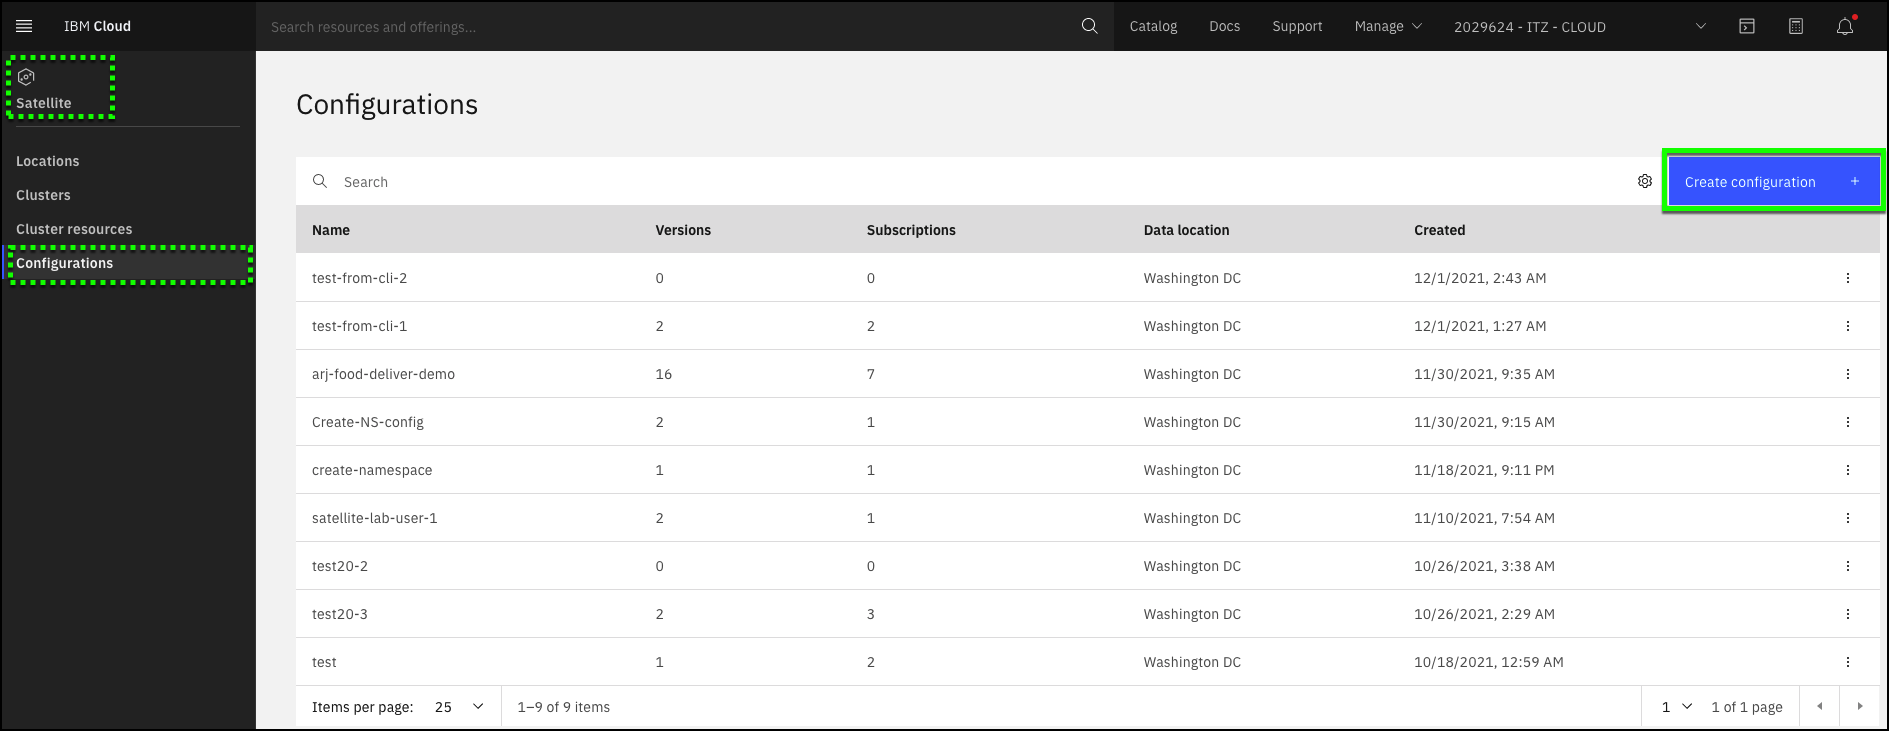 IBM Cloud
Search resources and offerings...
Catalog
Docs
Support
Manage
2029624 - ITZ - CLOUD
Satellite
Locations
Clusters
Cluster resources
Configurations
Configurations
Search
Create configuration +
Name Versions Subscriptions Data location Created
test-from-cli-2 0 0 Washington DC 12/1/2021, 2:43 AM
test-from-cli-1 2 2 Washington DC 12/1/2021, 1:27 AM
arj-food-deliver-demo 16 7 Washington DC 11/30/2021, 9:35 AM
Create-NS-config 2 1 Washington DC 11/30/2021, 9:15 AM
create-namespace 1 1 Washington DC 11/18/2021, 9:11 PM
satellite-lab-user-1 2 1 Washington DC 11/10/2021, 7:54 AM
test20-2 0 0 Washington DC 10/26/2021, 3:38 AM
test20-3 2 3 Washington DC 10/26/2021, 2:29 AM
test 1 2 Washington DC 10/18/2021, 12:59 AM
Items per page: 25
1–9 of 9 items
1
1 of 1 page